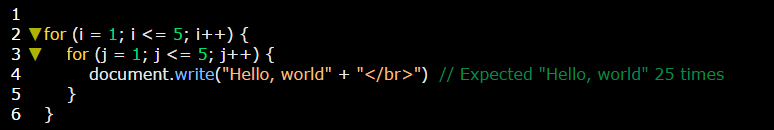 1
2 ▼for (i = 1; i <= 5; i++) {
3 ▼   for (j = 1; j <= 5; j++) {
4         document.write("Hello, world" + "</br>")  // Expected "Hello, world" 25 times
5     }
6 }